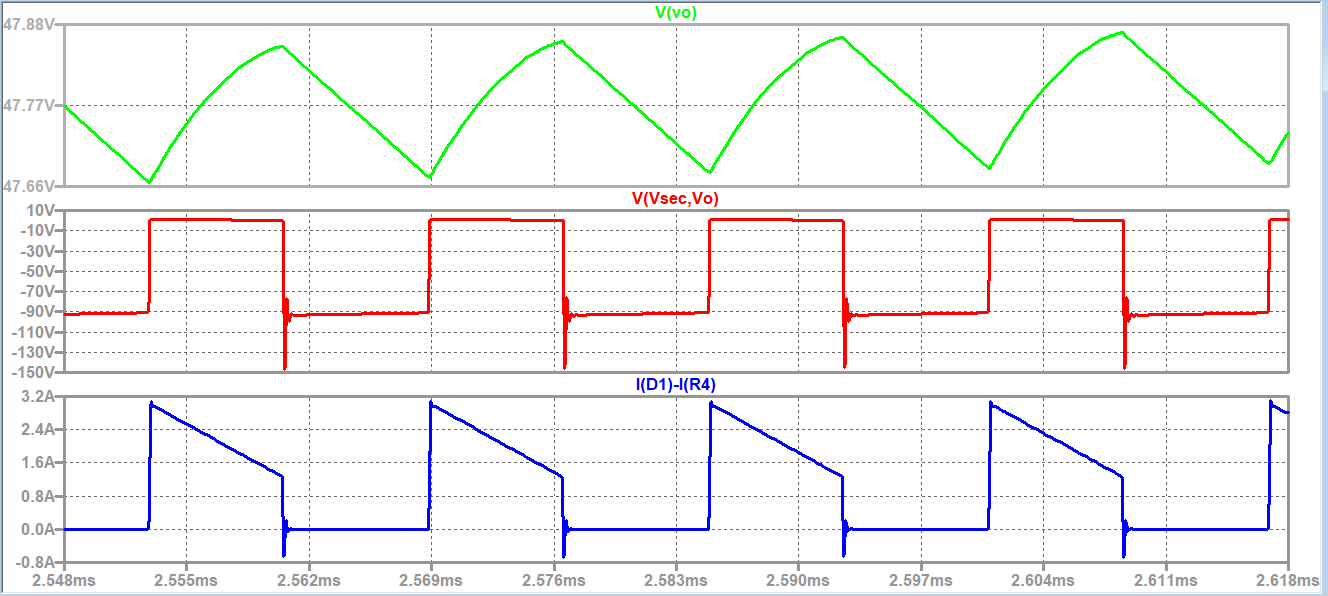 V(vo)
47.88V
47.77V
47.66V
V(Vsec,Vo)
10V
-10V
-30V
-50V
-70V
-90V
-110V
-130V
-150V
I(D1)-I(R4)
3.2A
2.4A
1.6A
0.8A
0.0A
-0.8A
2.548ms 2.555ms 2.562ms 2.569ms 2.576ms 2.583ms 2.590ms 2.597ms 2.604ms 2.611ms 2.618ms